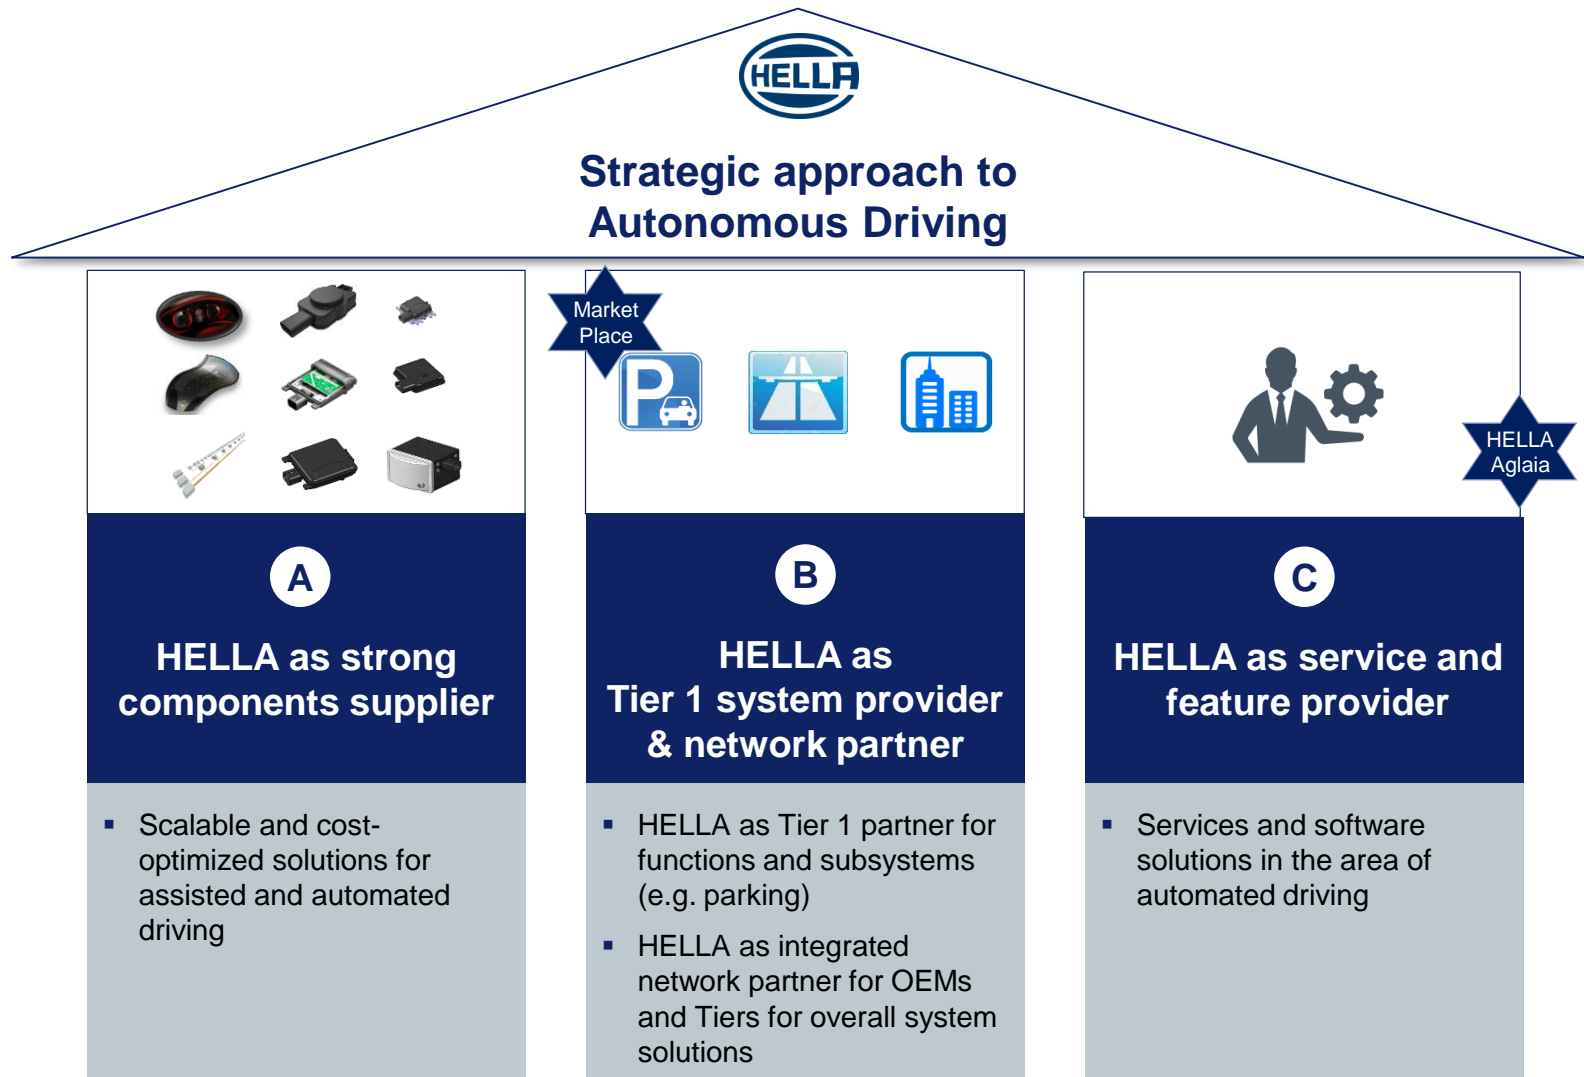 HELLA
Strategic approach to
Autonomous Driving
Market
Place
P
HELLA
Aglaia
A
HELLA as strong
components supplier
B
HELLA as
Tier 1 system provider
& network partner
C
HELLA as service and
feature provider
▪ Scalable and cost-
optimized solutions for
assisted and automated
driving
▪ HELLA as Tier 1 partner for
functions and subsystems
(e.g. parking)
▪ HELLA as integrated
network partner for OEMs
and Tiers for overall system
solutions
▪ Services and software
solutions in the area of
automated driving